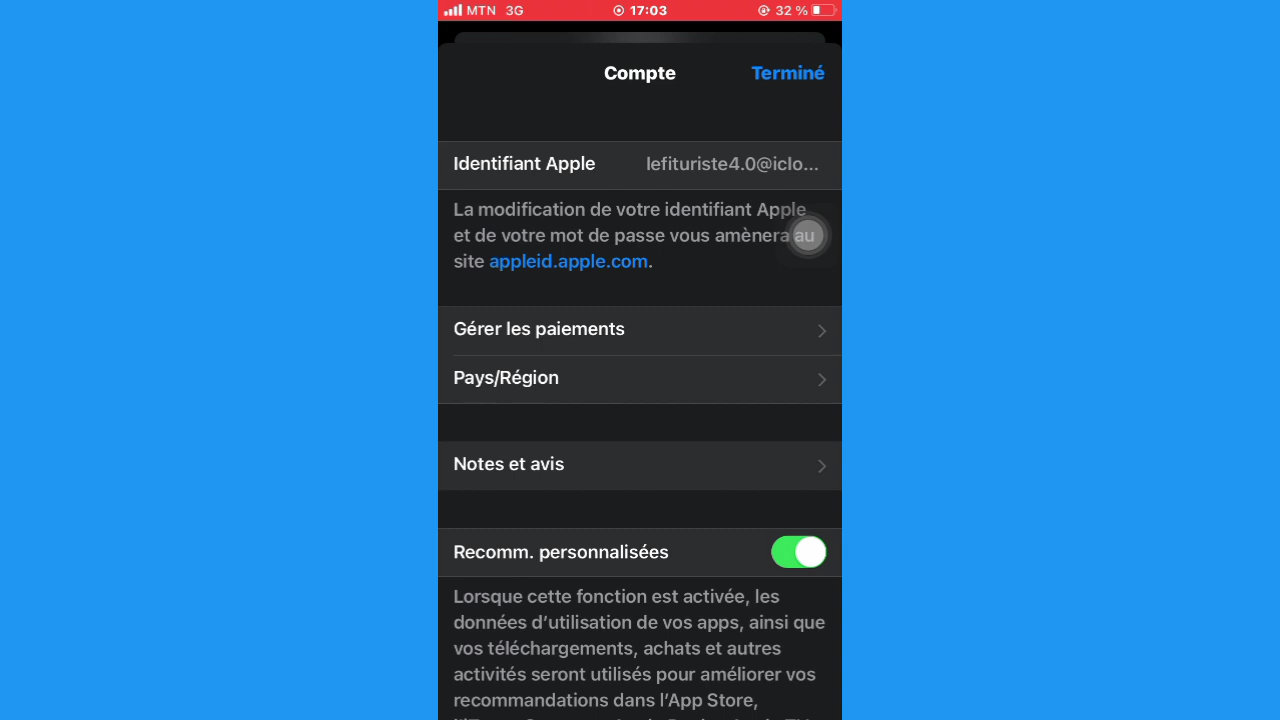 MTN 3G 17:03 32 %
Compte Terminé
Identifiant Apple lefituriste4.0@iclo...
La modification de votre identifiant Apple
et de votre mot de passe vous amènera au
site appleid.apple.com.
Gérer les paiements
Pays/Région
Notes et avis
Recomm. personnalisées
Lorsque cette fonction est activée, les
données d’utilisation de vos apps, ainsi que
vos téléchargements, achats et autres
activités seront utilisés pour améliorer vos
recommandations dans l’App Store,